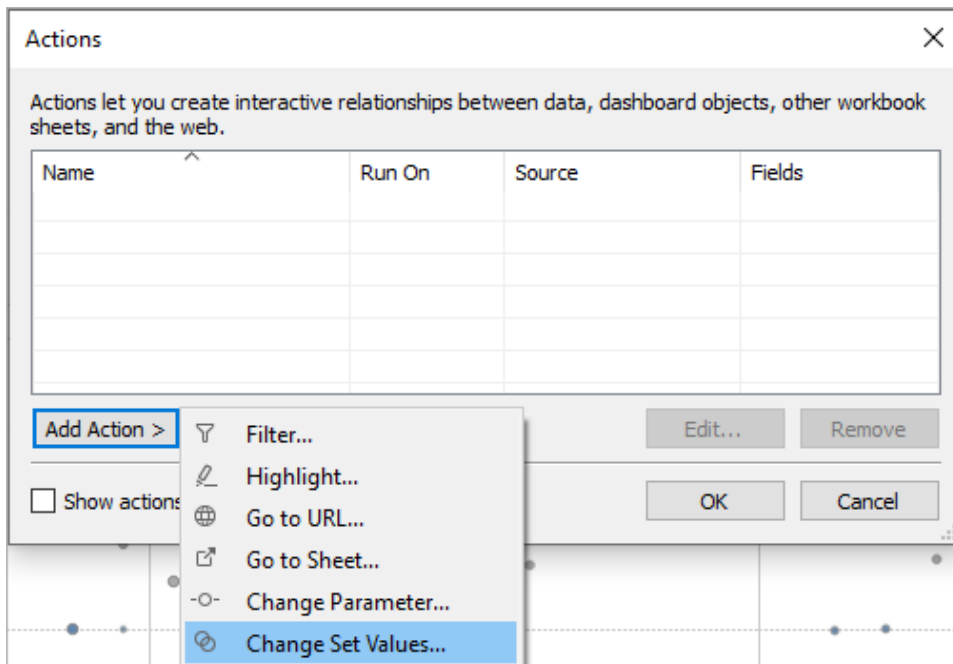 Actions
Actions let you create interactive relationships between data, dashboard objects, other workbook
sheets, and the web.
Name Run On Source Fields
Add Action > Edit... Remove
Filter...
Highlight...
Show actions OK Cancel
Go to URL...
Go to Sheet...
Change Parameter...
Change Set Values...